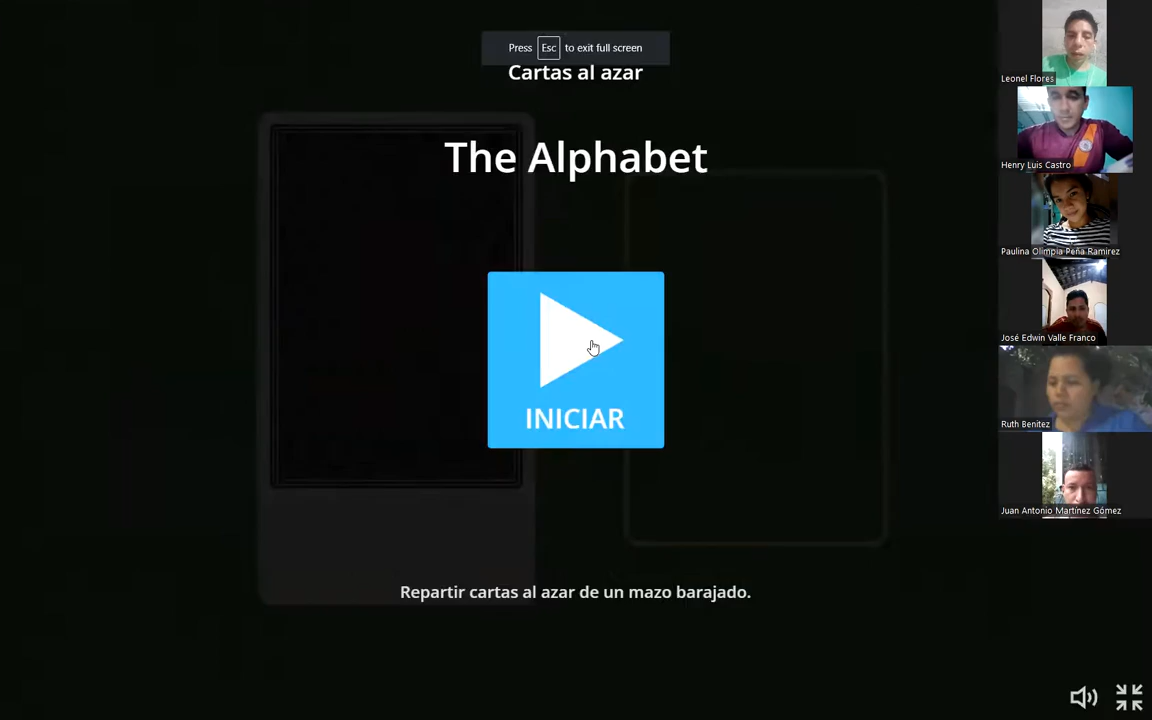 Press Esc to exit full screen
Cartas al azar
The Alphabet
INICIAR
Repartir cartas al azar de un mazo barajado.
Leonel Flores
Henry Luis Castro
Paulina Olimpia Peña Ramirez
José Edwin Valle Franco
Ruth Benitez
Juan Antonio Martínez Gómez